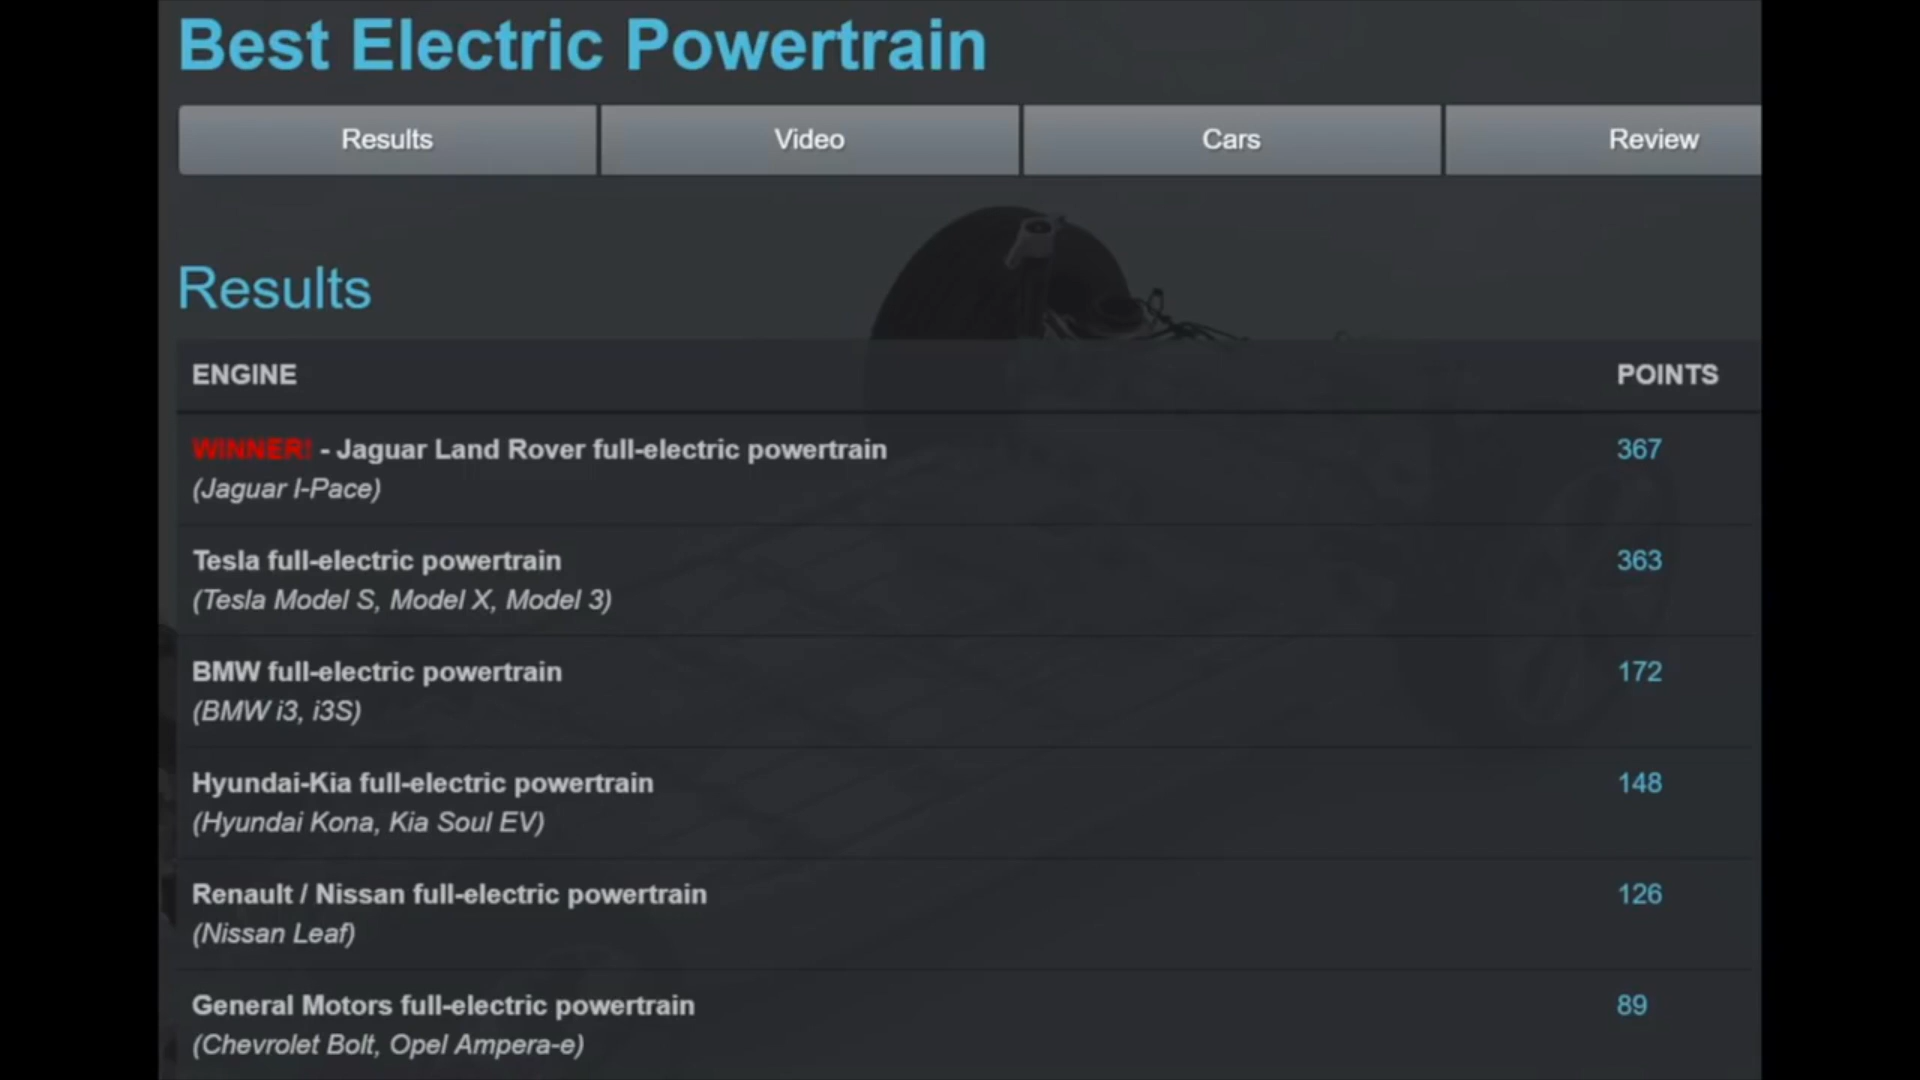 Best Electric Powertrain
Results Video Cars Review
Results
ENGINE POINTS
WINNER! - Jaguar Land Rover full-electric powertrain 367
(Jaguar I-Pace)
Tesla full-electric powertrain 363
(Tesla Model S, Model X, Model 3)
BMW full-electric powertrain 172
(BMW i3, i3S)
Hyundai-Kia full-electric powertrain 148
(Hyundai Kona, Kia Soul EV)
Renault / Nissan full-electric powertrain 126
(Nissan Leaf)
General Motors full-electric powertrain 89
(Chevrolet Bolt, Opel Ampera-e)